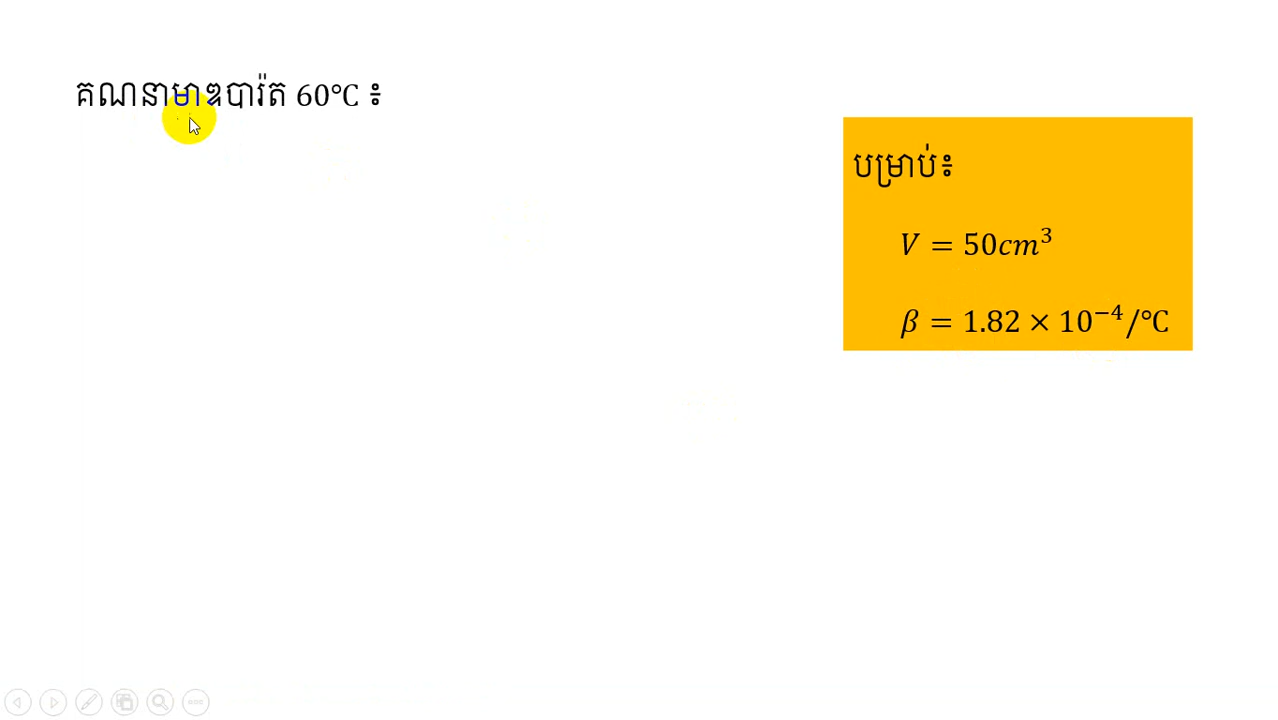 គណនាមាឌបារ៉ត 60°C ៖
បម្រាប់៖
V = 50cm³
β = 1.82 × 10⁻⁴/°C